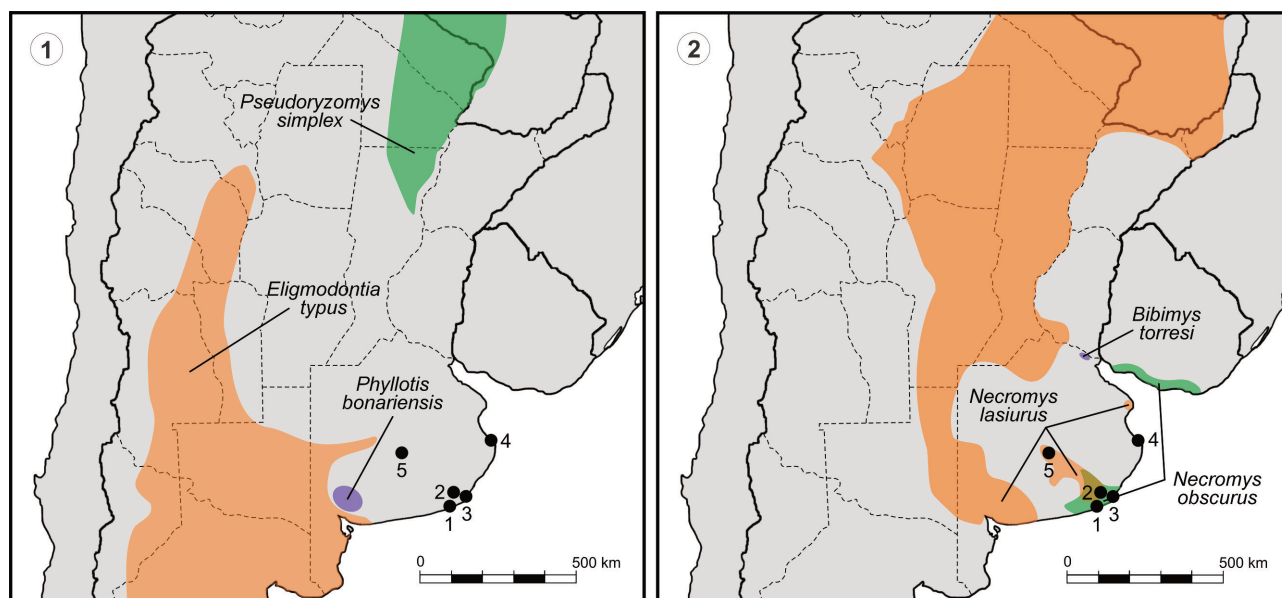 1
Pseudoryzomys
simplex
Eligmodontia
typus
Phyllotis
bonariensis
4
5
2
3
1
0
500 km
2
Bibimys
torresi
Necromys
lasiurus
4
5
2
3
1
Necromys
obscurus
0
500 km